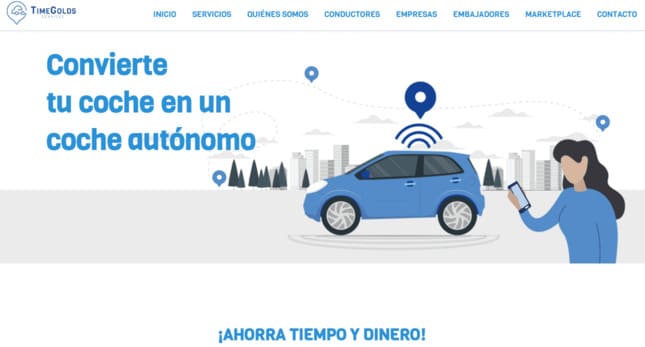 TIMEGOLDS
SERVICES
INICIO SERVICIOS QUIÉNES SOMOS CONDUCTORES EMPRESAS EMBAJADORES MARKETPLACE CONTACTO
Convierte
tu coche en un
coche autónomo
¡AHORRA TIEMPO Y DINERO!